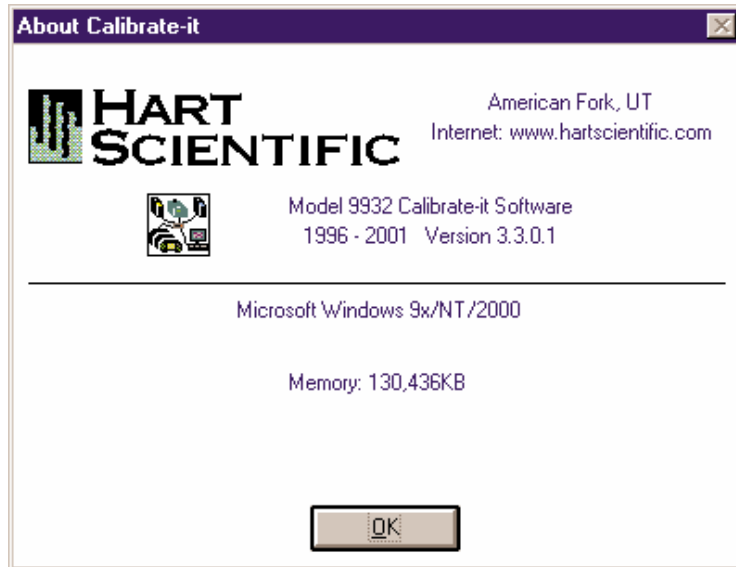 About Calibrate-it
HART
SCIENTIFIC
American Fork, UT
Internet: www.hartscientific.com
Model 9932 Calibrate-it Software
1996 - 2001 Version 3.3.0.1
Microsoft Windows 9x/NT/2000
Memory: 130,436KB
OK